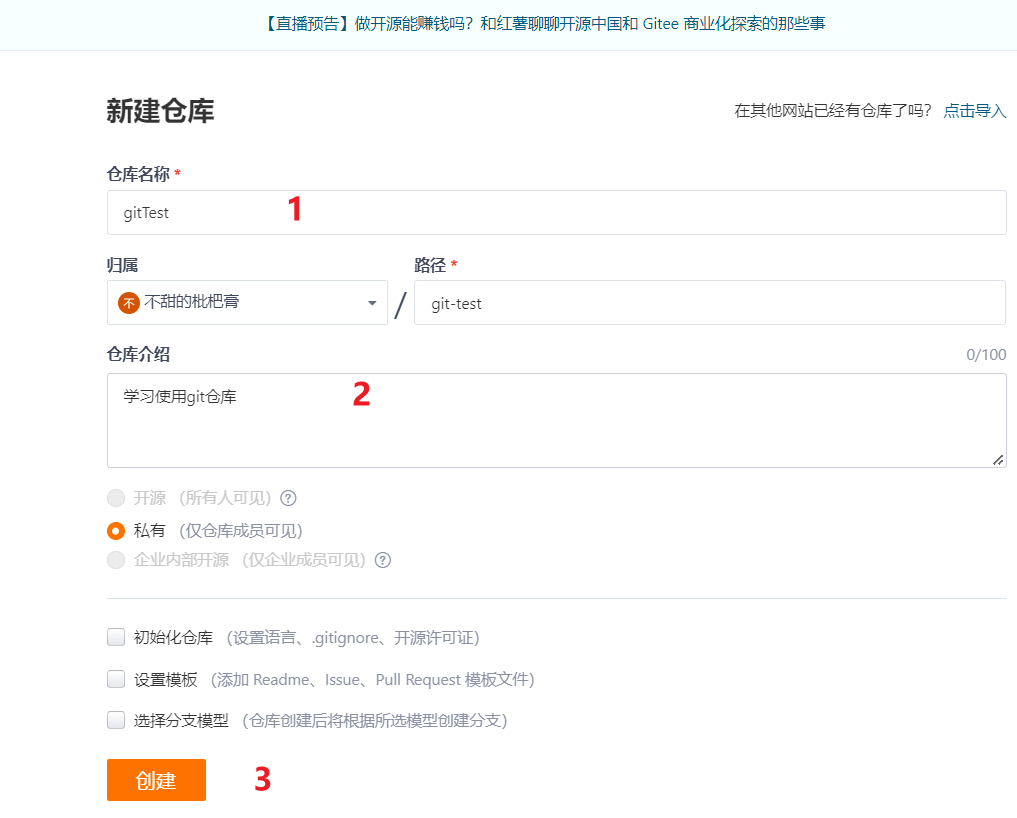 【直播预告】做开源能赚钱吗？和红薯聊聊开源中国和 Gitee 商业化探索的那些事
新建仓库
在其他网站已经有仓库了吗？ 点击导入
仓库名称 *
gitTest 1
归属 路径 *
不 不甜的枇杷膏 / git-test
仓库介绍 0/100
学习使用git仓库 2
开源 （所有人可见） ?
私有 （仅仓库成员可见）
企业内部开源 （仅企业成员可见） ?
初始化仓库 （设置语言、.gitignore、开源许可证）
设置模板 （添加 Readme、Issue、Pull Request 模板文件）
选择分支模型 （仓库创建后将根据所选模型创建分支）
创建 3